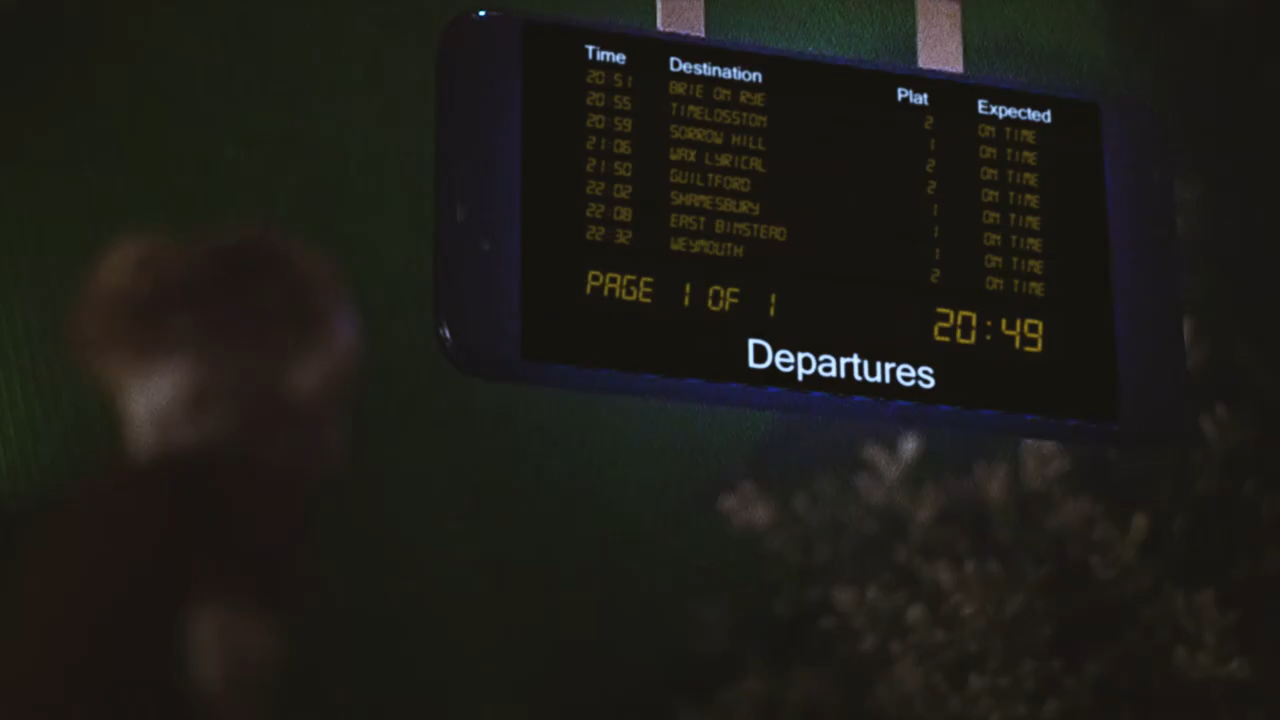 Time Destination Plat Expected
20 51 BRIE ON RYE 2 ON TIME
20 55 TIMELOSSTON 1 ON TIME
20 59 SORROW HILL 2 ON TIME
21 06 WAX LYRICAL 2 ON TIME
21 50 GUILTFORD 1 ON TIME
22 02 SHAMESBURY 1 ON TIME
22 08 EAST BINSTEAD 1 ON TIME
22 32 WEYMOUTH 2 ON TIME
PAGE 1 OF 1 20:49
Departures